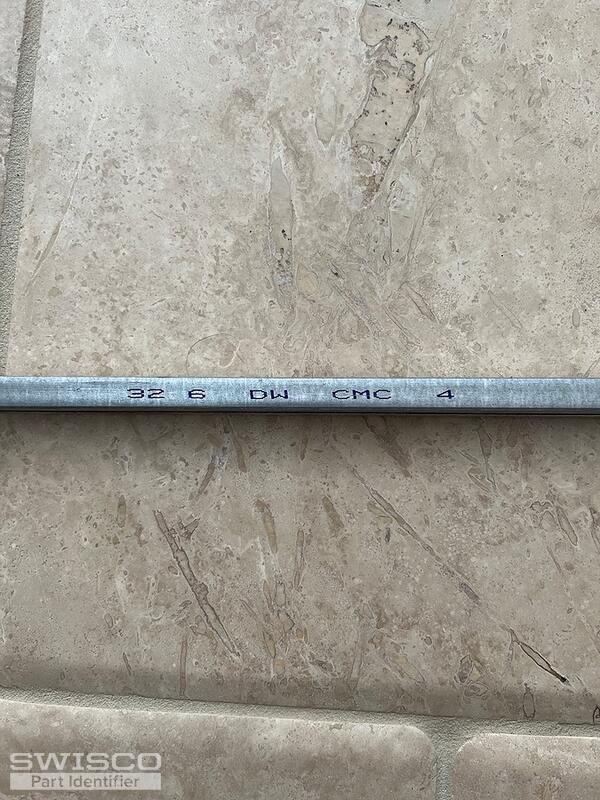 32 6 DW CMC 4
SWISCO
Part Identifier